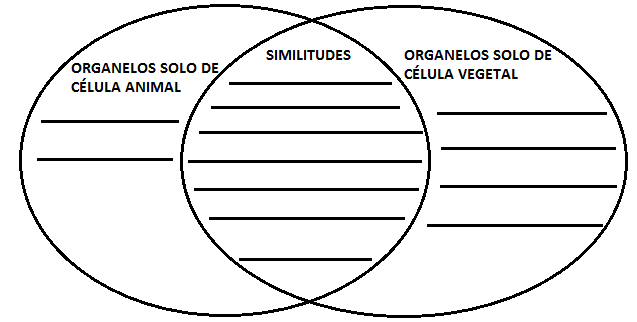 ORGANELOS SOLO DE
CÉLULA ANIMAL
SIMILITUDES
ORGANELOS SOLO DE
CÉLULA VEGETAL